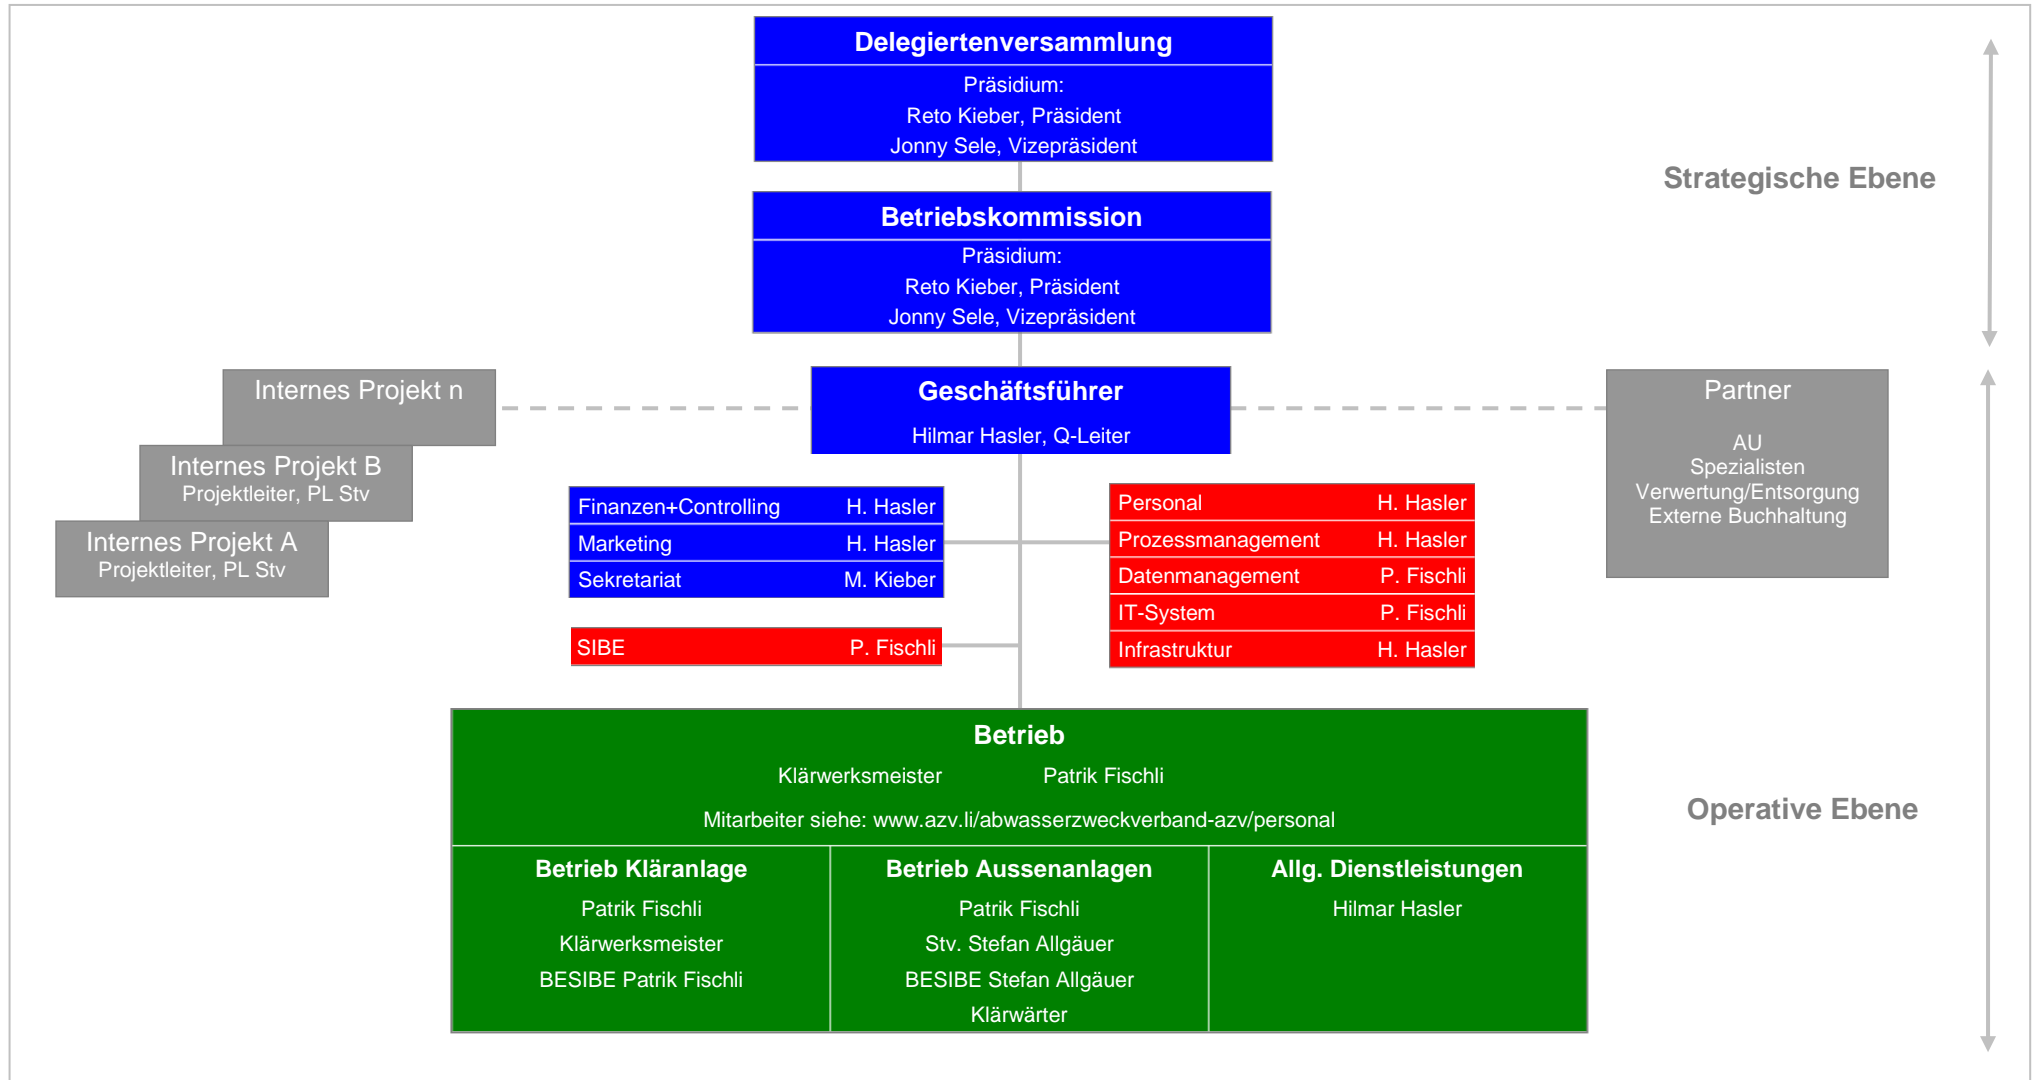 Delegiertenversammlung
Präsidium:
Reto Kieber, Präsident
Jonny Sele, Vizepräsident
Strategische Ebene
Betriebskommission
Präsidium:
Reto Kieber, Präsident
Jonny Sele, Vizepräsident
Internes Projekt n
Internes Projekt B
Projektleiter, PL Stv
Internes Projekt A
Projektleiter, PL Stv
Geschäftsführer
Hilmar Hasler, Q-Leiter
Partner
AU
Spezialisten
Verwertung/Entsorgung
Externe Buchhaltung
Finanzen+Controlling H. Hasler
Marketing H. Hasler
Sekretariat M. Kieber
SIBE P. Fischli
Personal H. Hasler
Prozessmanagement H. Hasler
Datenmanagement P. Fischli
IT-System P. Fischli
Infrastruktur H. Hasler
Betrieb
Klärwerksmeister Patrik Fischli
Mitarbeiter siehe: www.azv.li/abwasserzweckverband-azv/personal
Operative Ebene
Betrieb Kläranlage
Patrik Fischli
Klärwerksmeister
BESIBE Patrik Fischli
Betrieb Aussenanlagen
Patrik Fischli
Stv. Stefan Allgäuer
BESIBE Stefan Allgäuer
Klärwärter
Allg. Dienstleistungen
Hilmar Hasler